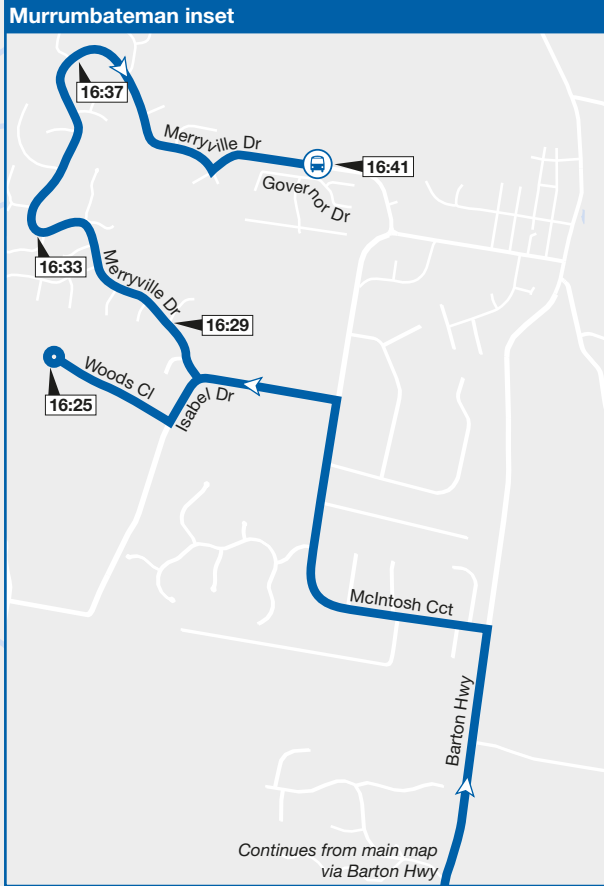 Murrumbateman inset
16:37
Merryville Dr
16:41
Governor Dr
16:33
Merryville Dr
16:29
Woods Cl
Isabel Dr
16:25
McIntosh Cct
Barton Hwy
Continues from main map
via Barton Hwy